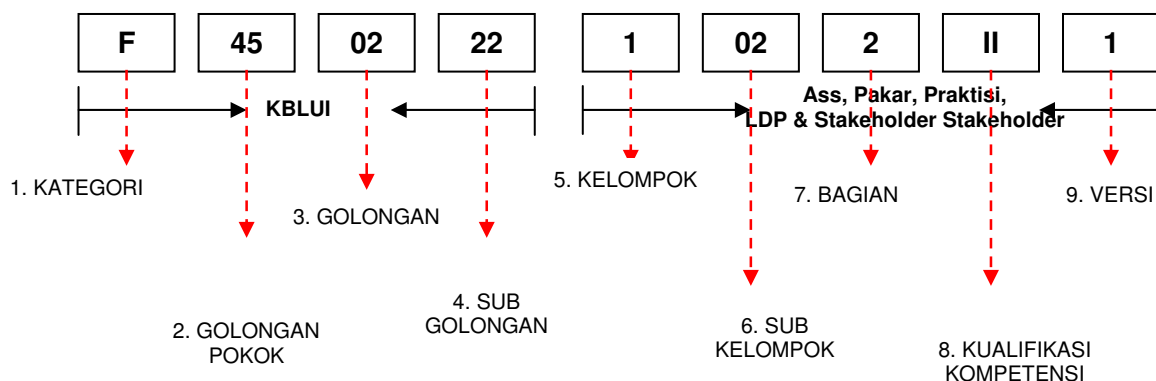 F 45 02 22 1 02 2 II 1
KBLUI
Ass, Pakar, Praktisi,
LDP & Stakeholder Stakeholder
1. KATEGORI
5. KELOMPOK
7. BAGIAN
9. VERSI
3. GOLONGAN
4. SUB
GOLONGAN
2. GOLONGAN
POKOK
6. SUB
KELOMPOK
8. KUALIFIKASI
KOMPETENSI